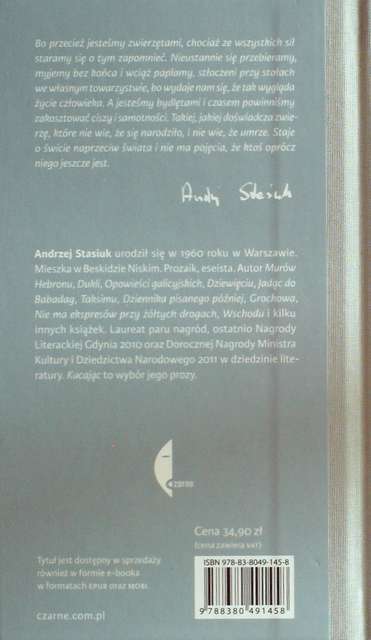 Bo przecież jesteśmy zwierzętami, chociaż ze wszystkich sił
staramy się o tym zapomnieć. Nieustannie się przebieramy,
myjemy bez końca i wciąż paplamy, stłoczeni przy stołach
we własnym towarzystwie, bo wydaje nam się, że tak wygląda
życie człowieka. A jesteśmy bydlętami i czasem powinniśmy
zakosztować ciszy i samotności. Takiej, jakiej doświadcza zwie-
rzę, które nie wie, że się narodziło, i nie wie, że umrze. Staje
o świcie naprzeciw świata i nie ma pojęcia, że ktoś oprócz
niego jeszcze jest.
Andrzej Stasiuk urodził się w 1960 roku w Warszawie.
Mieszka w Beskidzie Niskim. Prozaik, eseista. Autor Murów
Hebronu, Dukli, Opowieści galicyjskich, Dziewięciu, Jadąc do
Babadag, Taksimu, Dziennika pisanego później, Grochowa,
Nie ma ekspresów przy żółtych drogach, Wschodu i kilku
innych książek. Laureat paru nagród, ostatnio Nagrody
Literackiej Gdynia 2010 oraz Dorocznej Nagrody Ministra
Kultury i Dziedzictwa Narodowego 2011 w dziedzinie lite-
ratury. Kucając to wybór jego prozy.
Czarne
Cena 34,90 zł
(cena zawiera VAT)
Tytuł jest dostępny w sprzedaży
również w formie e-booka
w formatach EPUB oraz MOBI.
czarne.com.pl
ISBN 978-83-8049-145-8
9 788380 491458